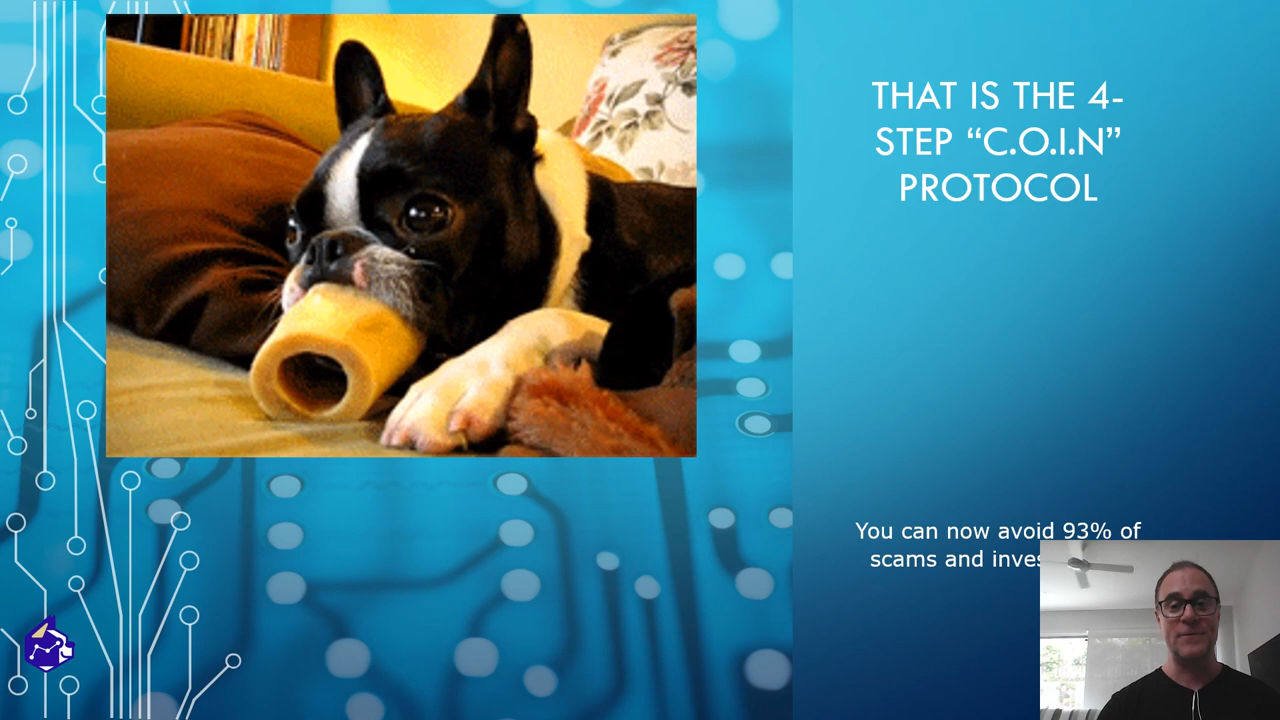 THAT IS THE 4-
STEP “C.O.I.N”
PROTOCOL
You can now avoid 93% of
scams and inves